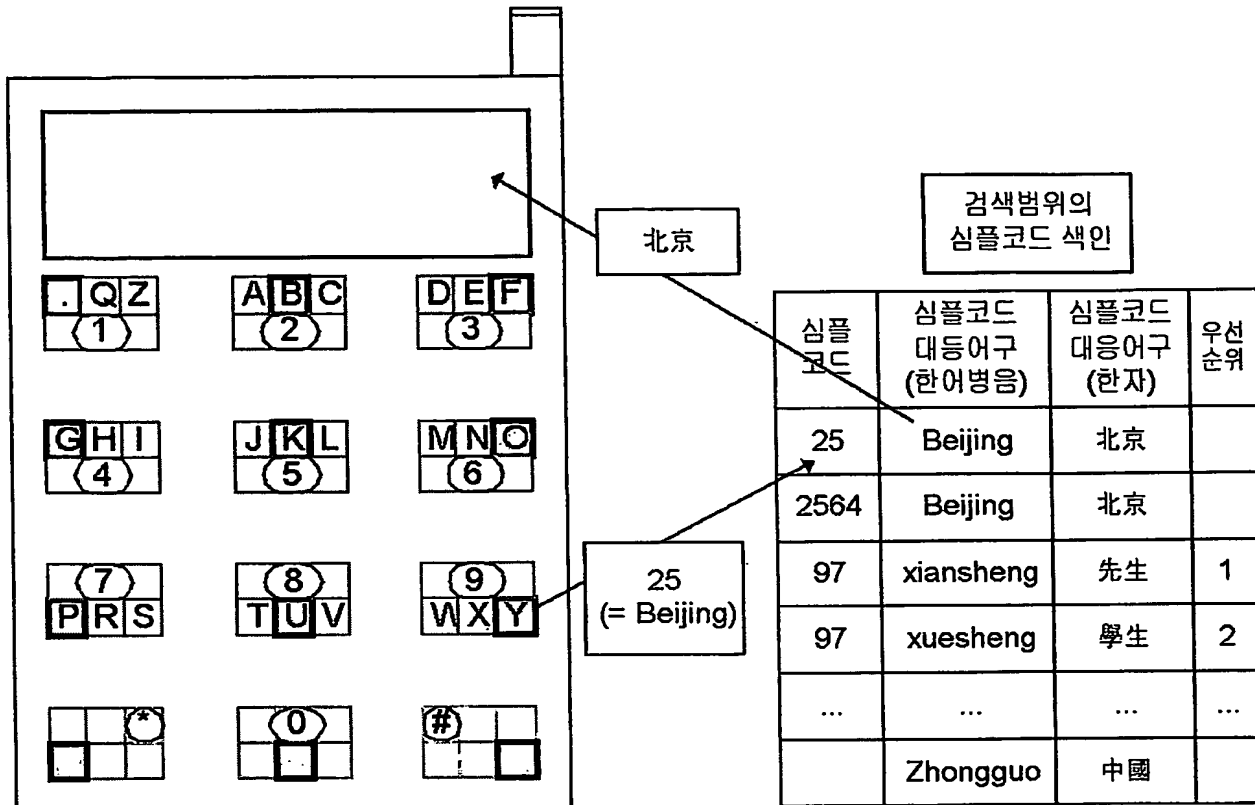 北京
검색범위의
심플코드 색인
. Q Z
1
A B C
2
D E F
3
G H I
4
J K L
5
M N O
6
7
P R S
8
T U V
9
W X Y
*
0
#
25
(= Beijing)
심플
코드
심플코드
대등어구
(한어병음)
심플코드
대응어구
(한자)
우선
순위
25 Beijing 北京
2564 Beijing 北京
97 xiansheng 先生 1
97 xuesheng 學生 2
... ... ... ...
Zhongguo 中國